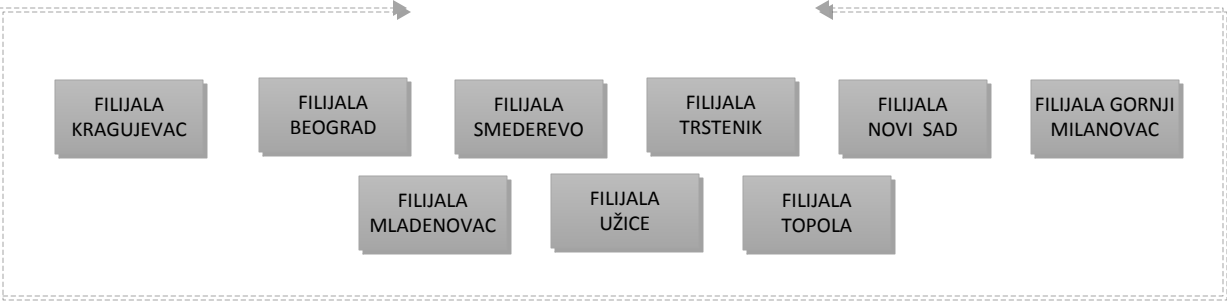 FILIJALA
KRAGUJEVAC
FILIJALA
BEOGRAD
FILIJALA
SMEDEREVO
FILIJALA
TRSTENIK
FILIJALA
NOVI SAD
FILIJALA GORNJI
MILANOVAC
FILIJALA
MLADENOVAC
FILIJALA
UŽICE
FILIJALA
TOPOLA